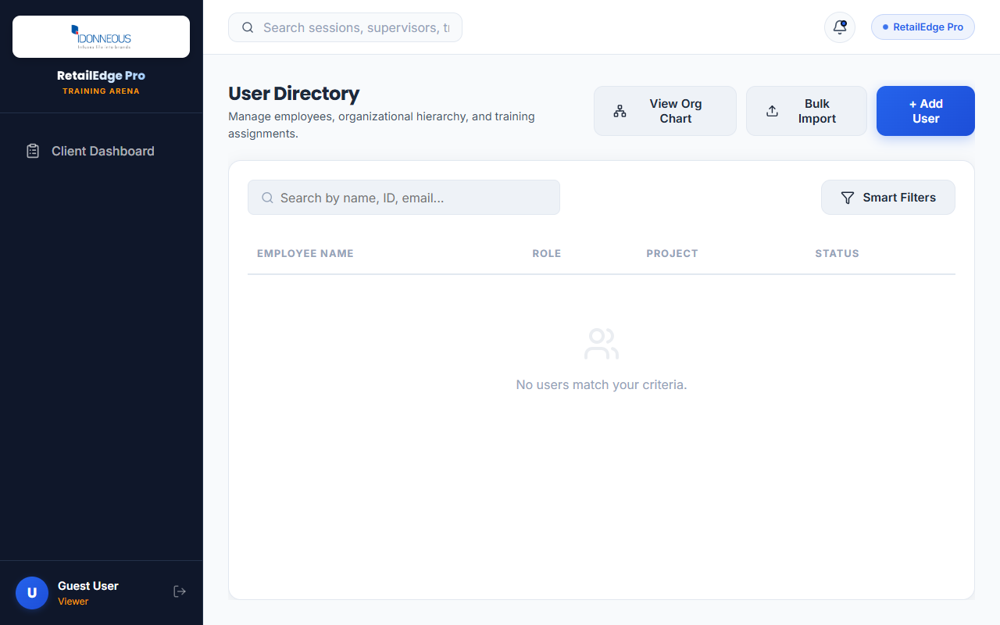 IDONNEOUS
Infuses life into brands
RetailEdge Pro
TRAINING ARENA
Client Dashboard
U
Guest User
Viewer
Search sessions, supervisors, tr
RetailEdge Pro
User Directory
Manage employees, organizational hierarchy, and training
assignments.
View Org
Chart
Bulk
Import
+ Add
User
Search by name, ID, email...
Smart Filters
EMPLOYEE NAME
ROLE
PROJECT
STATUS
No users match your criteria.